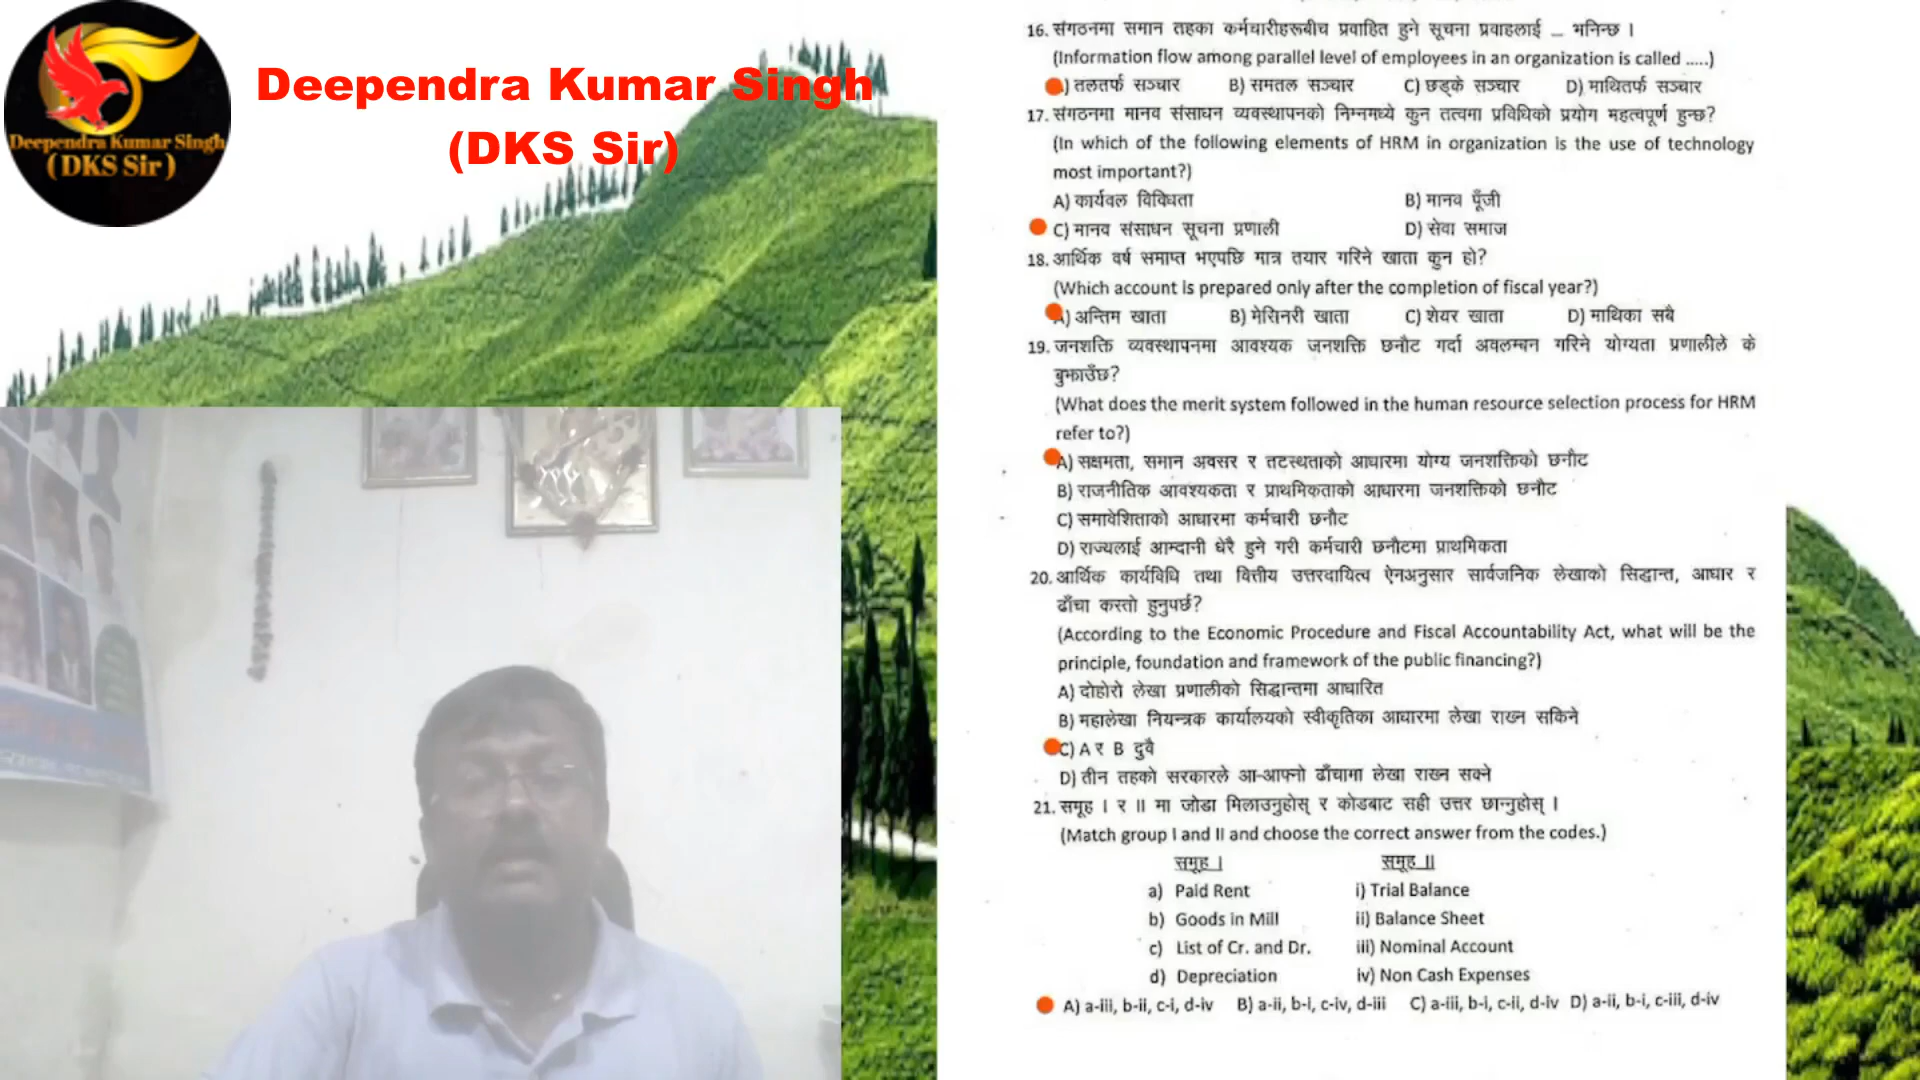 Deependra Kumar Singh
(DKS Sir)
Deependra Kumar Singh
(DKS Sir)
16. संगठनमा समान तहका कर्मचारीहरूबीच प्रवाहित हुने सूचना प्रवाहलाई _ भनिन्छ ।
(Information flow among parallel level of employees in an organization is called .....)
) तलतर्फ सञ्चार B) समतल सञ्चार C) छड्के सञ्चार D) माथितर्फ सञ्चार
17. संगठनमा मानव संसाधन व्यवस्थापनको निम्नमध्ये कुन तत्वमा प्रविधिको प्रयोग महत्वपूर्ण हुन्छ?
(In which of the following elements of HRM in organization is the use of technology
most important?)
A) कार्यवल विविधता B) मानव पूँजी
C) मानव संसाधन सूचना प्रणाली D) सेवा समाज
18. आर्थिक वर्ष समाप्त भएपछि मात्र तयार गरिने खाता कुन हो?
(Which account is prepared only after the completion of fiscal year?)
A) अन्तिम खाता B) मेसिनरी खाता C) शेयर खाता D) माथिका सबै
19. जनशक्ति व्यवस्थापनमा आवश्यक जनशक्ति छनौट गर्दा अवलम्बन गरिने योग्यता प्रणालीले के
बुझाउँछ?
(What does the merit system followed in the human resource selection process for HRM
refer to?)
A) सक्षमता, समान अवसर र तटस्थताको आधारमा योग्य जनशक्तिको छनौट
B) राजनीतिक आवश्यकता र प्राथमिकताको आधारमा जनशक्तिको छनौट
C) समावेशिताको आधारमा कर्मचारी छनौट
D) राज्यलाई आम्दानी धेरै हुने गरी कर्मचारी छनौटमा प्राथमिकता
20. आर्थिक कार्यविधि तथा वित्तीय उत्तरदायित्व ऐनअनुसार सार्वजनिक लेखाको सिद्धान्त, आधार र
ढाँचा कस्तो हुनुपर्छ?
(According to the Economic Procedure and Fiscal Accountability Act, what will be the
principle, foundation and framework of the public financing?)
A) दोहोरो लेखा प्रणालीको सिद्धान्तमा आधारित
B) महालेखा नियन्त्रक कार्यालयको स्वीकृतिका आधारमा लेखा राख्न सकिने
C) A र B दुवै
D) तीन तहको सरकारले आ-आफ्नो ढाँचामा लेखा राख्न सक्ने
21. समूह I र II मा जोडा मिलाउनुहोस् र कोडबाट सही उत्तर छान्नुहोस् ।
(Match group I and II and choose the correct answer from the codes.)
समूह I समूह II
a) Paid Rent i) Trial Balance
b) Goods in Mill ii) Balance Sheet
c) List of Cr. and Dr. iii) Nominal Account
d) Depreciation iv) Non Cash Expenses
A) a-iii, b-ii, c-i, d-iv B) a-ii, b-i, c-iv, d-iii C) a-iii, b-i, c-ii, d-iv D) a-ii, b-i, c-iii, d-iv